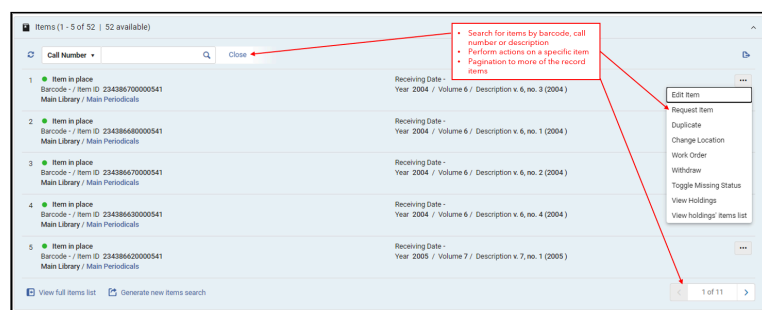 Items (1 - 5 of 52 | 52 available)
• Search for items by barcode, call
number or description
• Perform actions on a specific item
• Pagination to more of the record
items
Call Number
Close
1 Item in place
Receiving Date -
Barcode - / Item ID 234386700000541
Year 2004 / Volume 6 / Description v. 6, no. 3 (2004 )
Main Library / Main Periodicals
Edit Item
Request Item
Duplicate
Change Location
Work Order
Withdraw
Toggle Missing Status
View Holdings
View holdings' items list
2 Item in place
Receiving Date -
Barcode - / Item ID 234386680000541
Year 2004 / Volume 6 / Description v. 6, no. 1 (2004 )
Main Library / Main Periodicals
3 Item in place
Receiving Date -
Barcode - / Item ID 234386670000541
Year 2004 / Volume 6 / Description v. 6, no. 2 (2004 )
Main Library / Main Periodicals
4 Item in place
Receiving Date -
Barcode - / Item ID 234386630000541
Year 2004 / Volume 6 / Description v. 6, no. 4 (2004 )
Main Library / Main Periodicals
5 Item in place
Receiving Date -
Barcode - / Item ID 234386620000541
Year 2005 / Volume 7 / Description v. 7, no. 1 (2005 )
Main Library / Main Periodicals
View full items list
Generate new items search
1 of 11